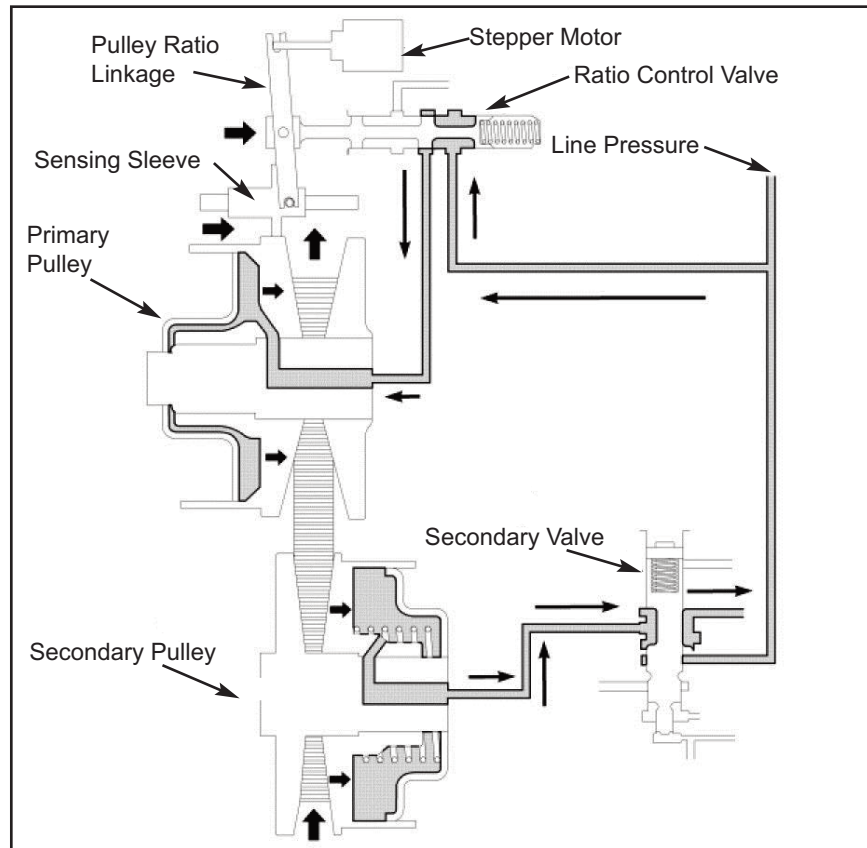 Pulley Ratio
Linkage
Stepper Motor
Ratio Control Valve
Line Pressure
Sensing Sleeve
Primary
Pulley
Secondary Valve
Secondary Pulley